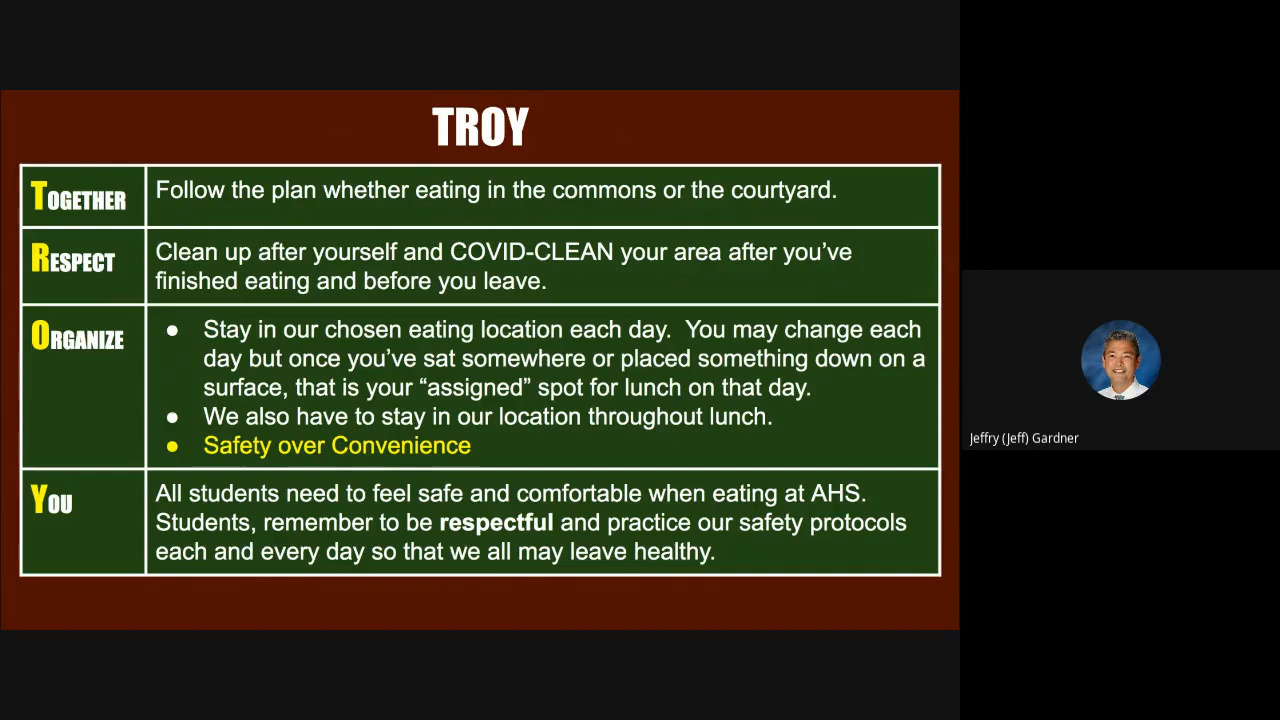 TROY
TOGETHER
Follow the plan whether eating in the commons or the courtyard.
RESPECT
Clean up after yourself and COVID-CLEAN your area after you’ve
finished eating and before you leave.
ORGANIZE
● Stay in our chosen eating location each day.  You may change each
day but once you’ve sat somewhere or placed something down on a
surface, that is your “assigned” spot for lunch on that day.
● We also have to stay in our location throughout lunch.
● Safety over Convenience
YOU
All students need to feel safe and comfortable when eating at AHS.
Students, remember to be respectful and practice our safety protocols
each and every day so that we all may leave healthy.
Jeffry (Jeff) Gardner